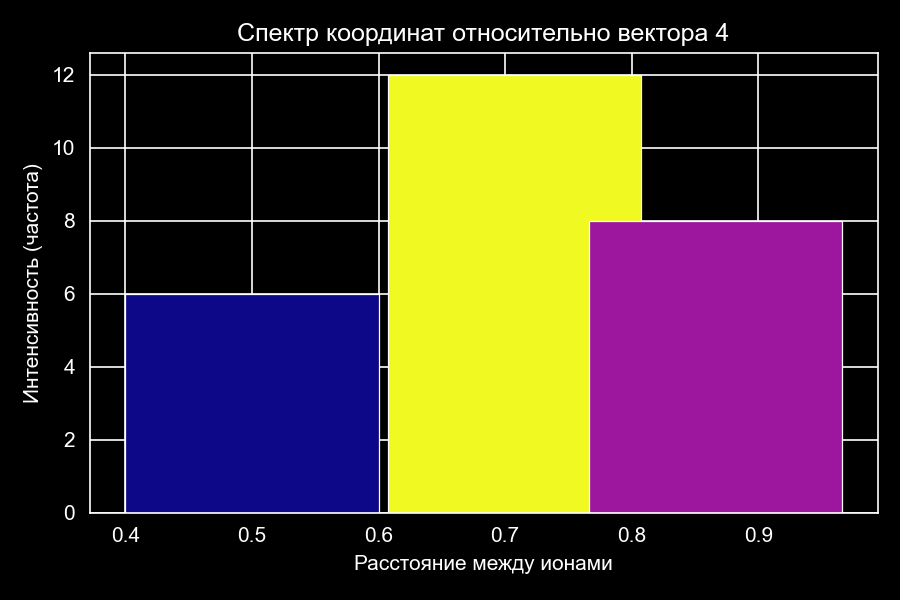 Спектр координат относительно вектора 4
Интенсивность (частота)
12
10
8
6
4
2
0
0.4 0.5 0.6 0.7 0.8 0.9
Расстояние между ионами